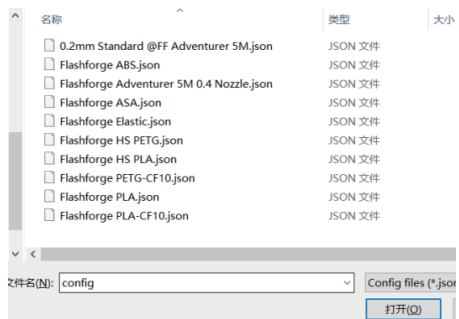 名称 类型 大小
0.2mm Standard @FF Adventurer 5M.json JSON 文件
Flashforge ABS.json JSON 文件
Flashforge Adventurer 5M 0.4 Nozzle.json JSON 文件
Flashforge ASA.json JSON 文件
Flashforge Elastic.json JSON 文件
Flashforge HS PETG.json JSON 文件
Flashforge HS PLA.json JSON 文件
Flashforge PETG-CF10.json JSON 文件
Flashforge PLA.json JSON 文件
Flashforge PLA-CF10.json JSON 文件
文件名(N): config Config files (*.json
打开(O)